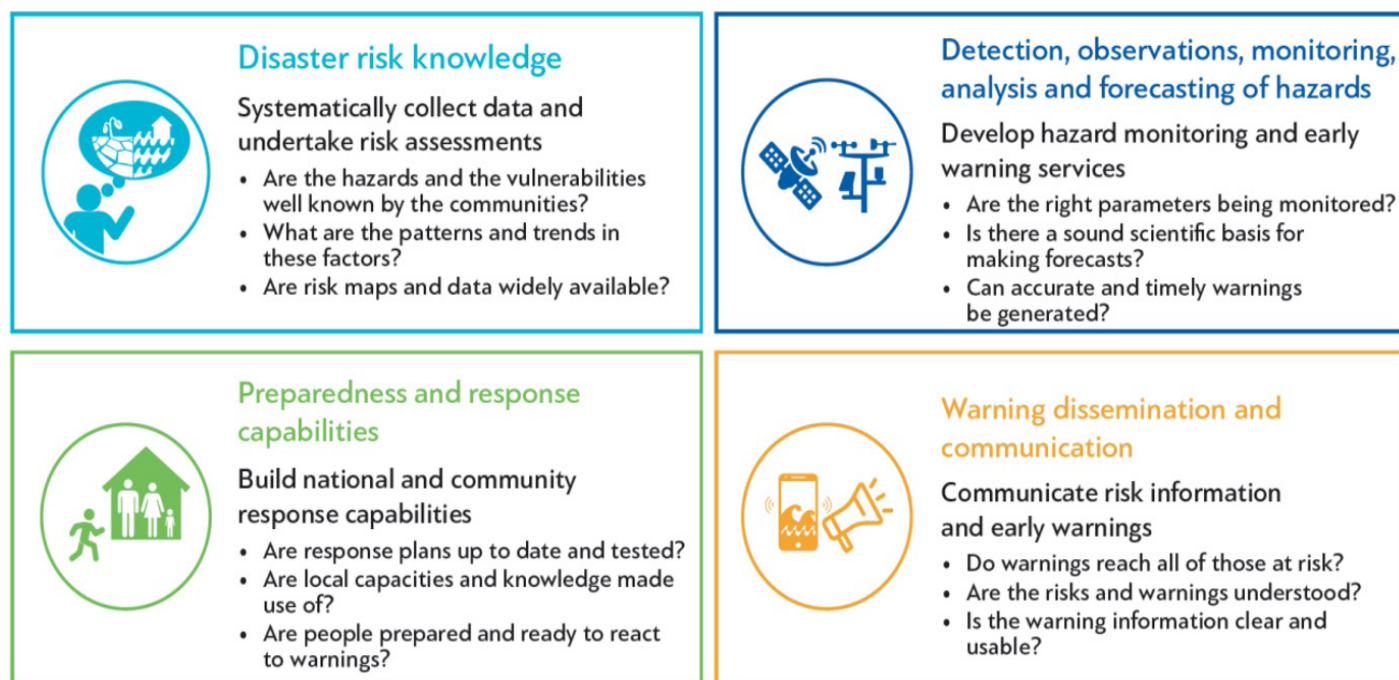 Disaster risk knowledge
Systematically collect data and
undertake risk assessments
• Are the hazards and the vulnerabilities
well known by the communities?
• What are the patterns and trends in
these factors?
• Are risk maps and data widely available?
Detection, observations, monitoring,
analysis and forecasting of hazards
Develop hazard monitoring and early
warning services
• Are the right parameters being monitored?
• Is there a sound scientific basis for
making forecasts?
• Can accurate and timely warnings
be generated?
Preparedness and response
capabilities
Build national and community
response capabilities
• Are response plans up to date and tested?
• Are local capacities and knowledge made
use of?
• Are people prepared and ready to react
to warnings?
Warning dissemination and
communication
Communicate risk information
and early warnings
• Do warnings reach all of those at risk?
• Are the risks and warnings understood?
• Is the warning information clear and
usable?